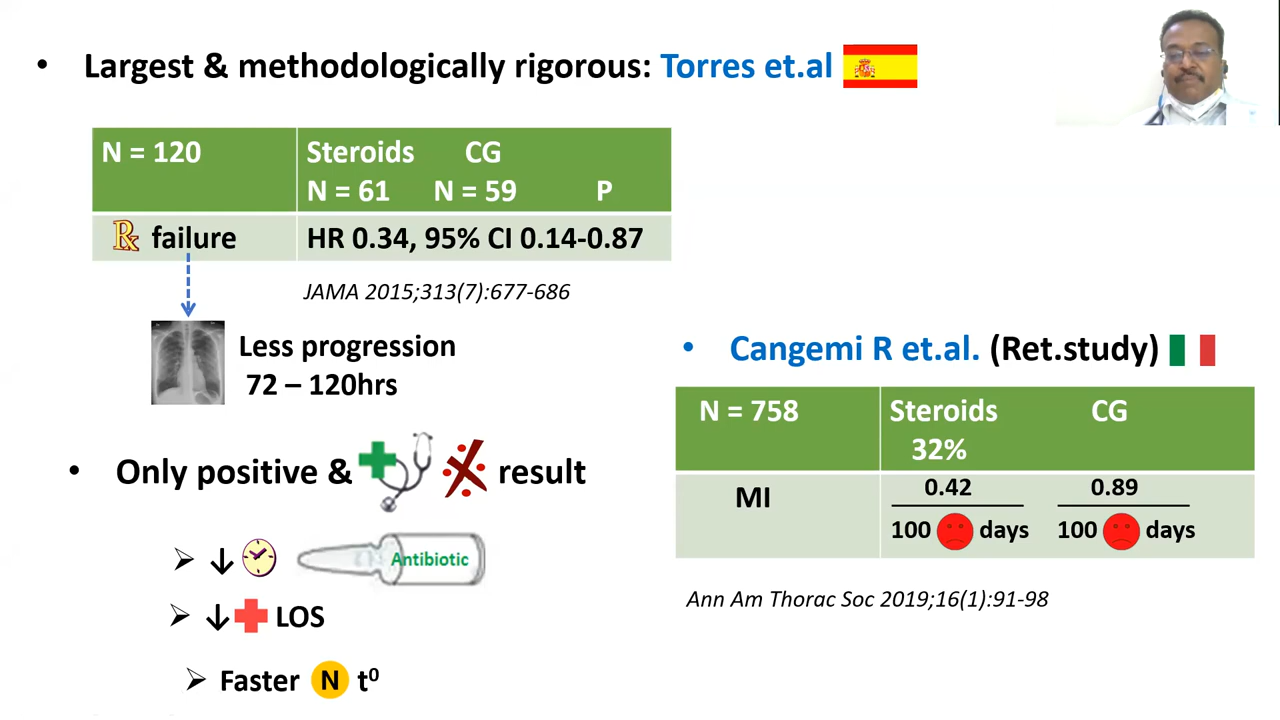 • Largest & methodologically rigorous: Torres et.al
N = 120
Steroids CG
N = 61 N = 59 P
Rx failure
HR 0.34, 95% CI 0.14-0.87
JAMA 2015;313(7):677-686
Less progression
72 – 120hrs
• Only positive & result
➢ ↓ Antibiotic
➢ ↓ LOS
➢ Faster N t⁰
• Cangemi R et.al. (Ret.study)
N = 758
Steroids CG
32%
MI
0.42 0.89
100 days 100 days
Ann Am Thorac Soc 2019;16(1):91-98